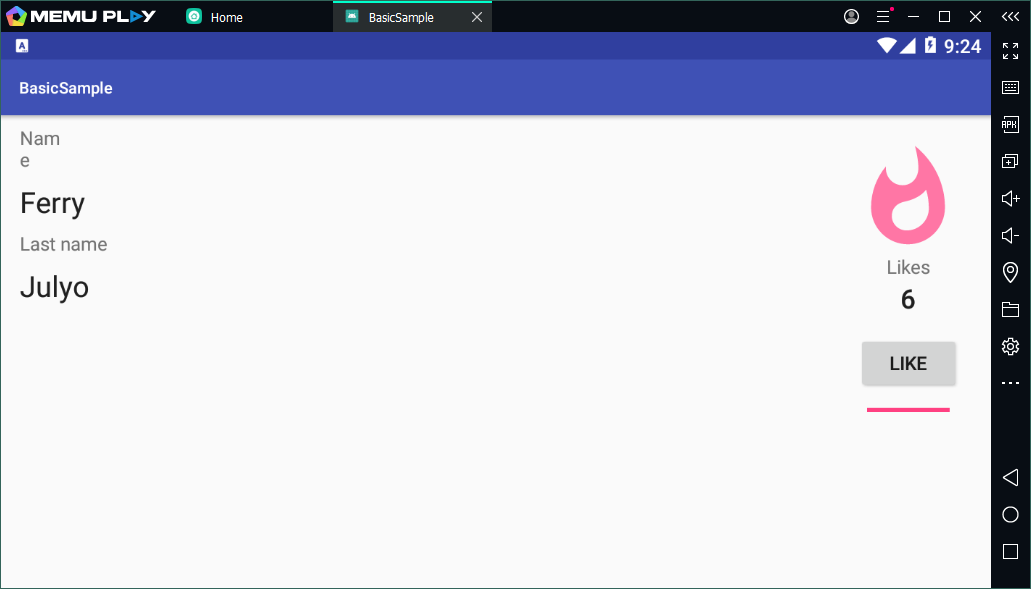 MEMU PLAY
Home
BasicSample
A
9:24
BasicSample
APK
Nam
e
Ferry
Last name
Julyo
Likes
6
LIKE